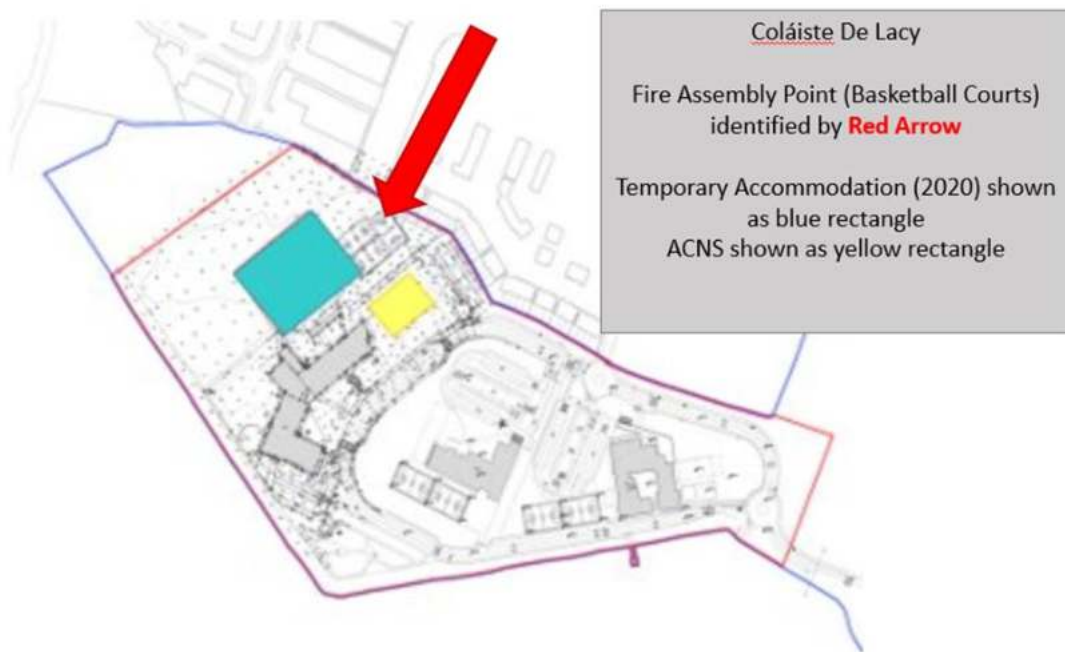 Coláiste De Lacy
Fire Assembly Point (Basketball Courts)
identified by Red Arrow
Temporary Accommodation (2020) shown
as blue rectangle
ACNS shown as yellow rectangle